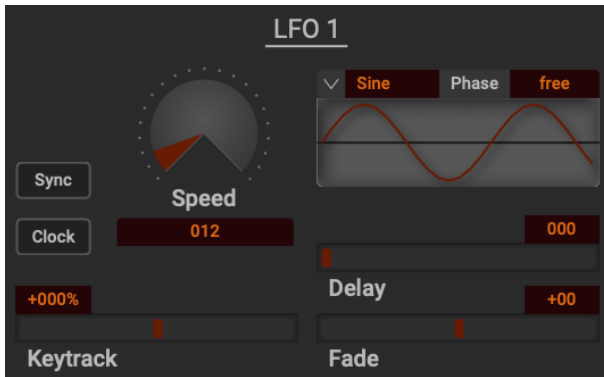 LFO 1
Sine Phase free
Sync
Speed
Clock
012
000
Delay
+000%
+00
Keytrack
Fade